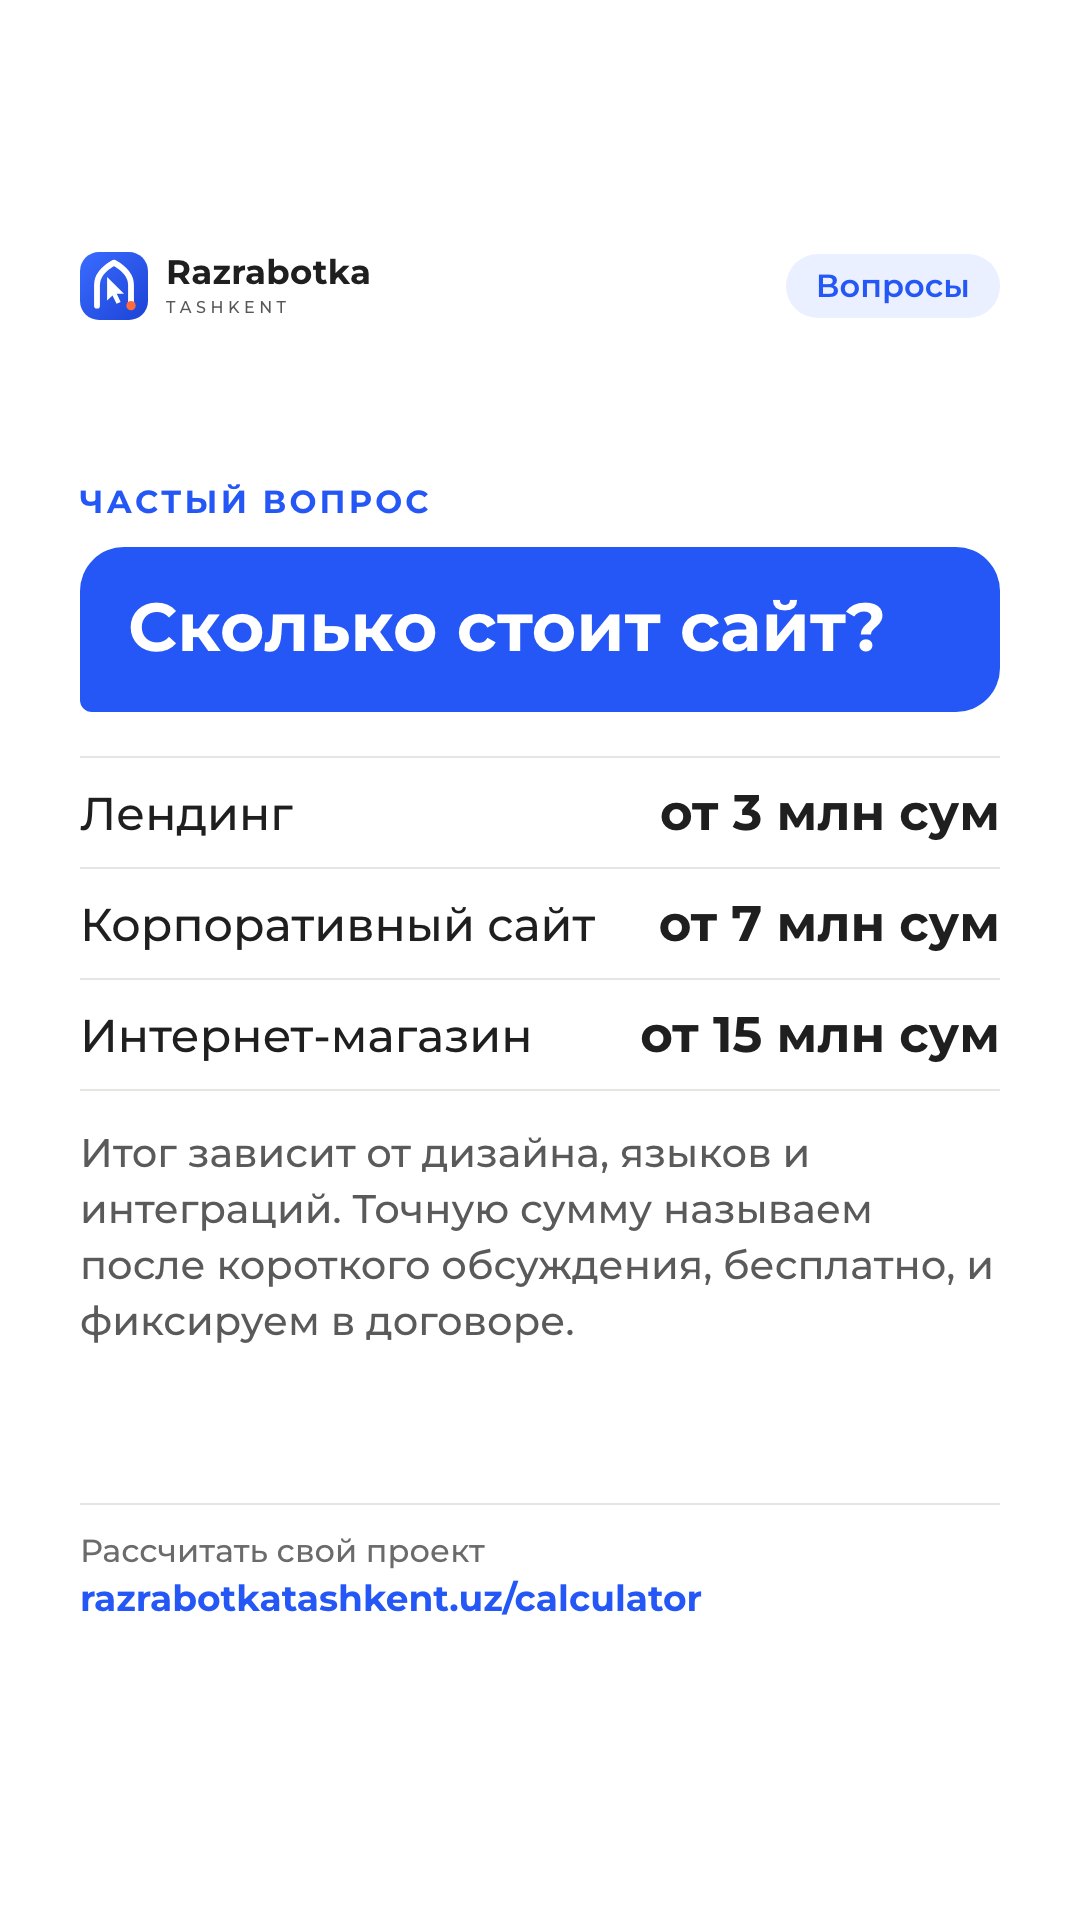 Razrabotka
TASHKENT
Вопросы
ЧАСТЫЙ ВОПРОС
Сколько стоит сайт?
Лендинг от 3 млн сум
Корпоративный сайт от 7 млн сум
Интернет-магазин от 15 млн сум
Итог зависит от дизайна, языков и
интеграций. Точную сумму называем
после короткого обсуждения, бесплатно, и
фиксируем в договоре.
Рассчитать свой проект
razrabotkatashkent.uz/calculator